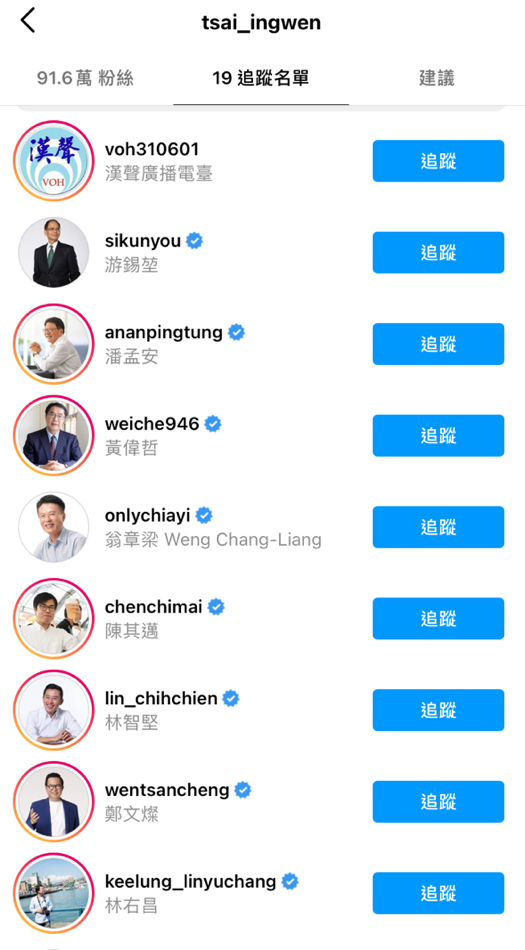 tsai_ingwen
91.6萬 粉絲
19 追蹤名單
建議
漢聲
VOH
voh310601
漢聲廣播電臺
追蹤
sikunyou
游錫堃
追蹤
ananpingtung
潘孟安
追蹤
weiche946
黃偉哲
追蹤
onlychiayi
翁章梁 Weng Chang-Liang
追蹤
chenchimai
陳其邁
追蹤
lin_chihchien
林智堅
追蹤
wentsancheng
鄭文燦
追蹤
keelung_linyuchang
林右昌
追蹤